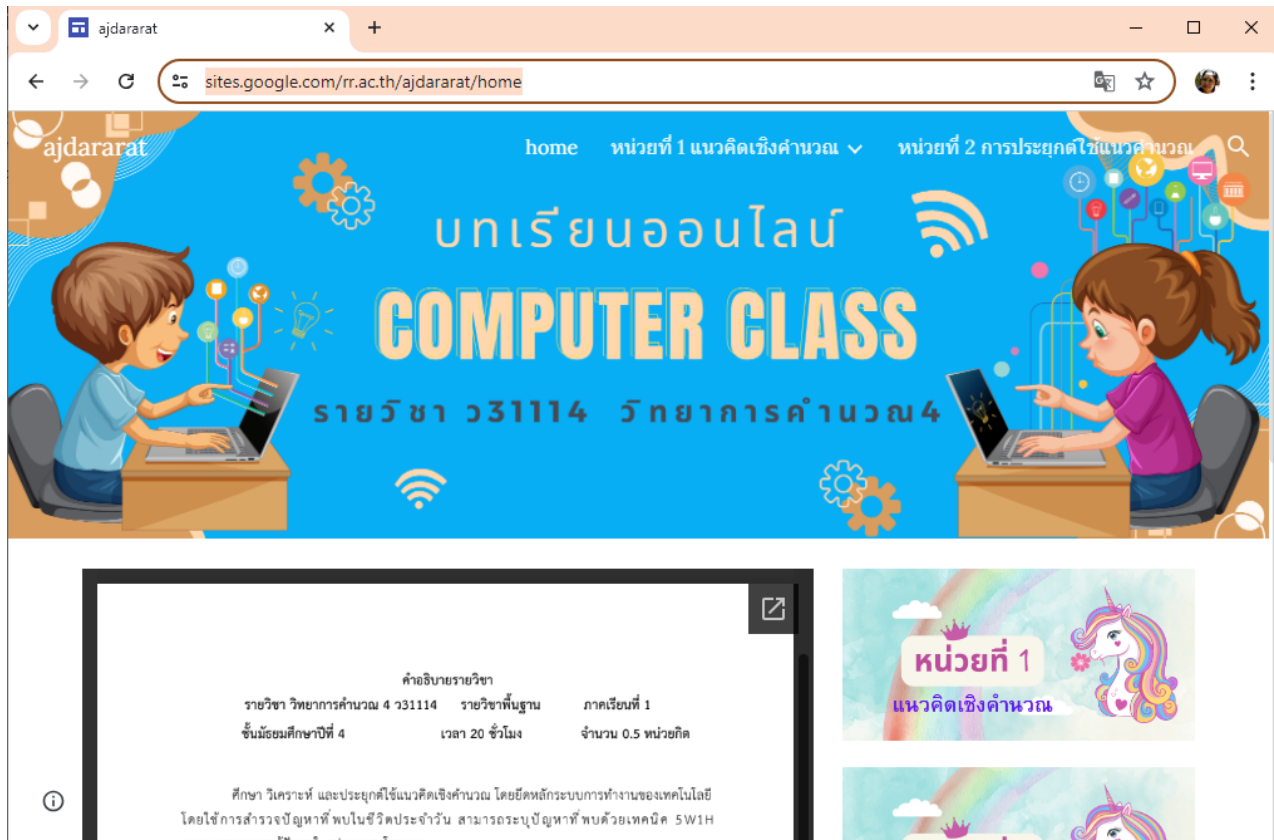 ajdararat
sites.google.com/rr.ac.th/ajdararat/home
ajdararat
home หน่วยที่ 1 แนวคิดเชิงคำนวณ หน่วยที่ 2 การประยุกต์ใช้แนวคำนวณ
บทเรียนออนไลน์
COMPUTER CLASS
รายวิชา ว31114 วิทยาการคำนวณ4
คำอธิบายรายวิชา
รายวิชา วิทยาการคำนวณ 4 ว31114 รายวิชาพื้นฐาน ภาคเรียนที่ 1
ชั้นมัธยมศึกษาปีที่ 4 เวลา 20 ชั่วโมง จำนวน 0.5 หน่วยกิต
ศึกษา วิเคราะห์ และประยุกต์ใช้แนวคิดเชิงคำนวณ โดยยึดหลักระบบการทำงานของเทคโนโลยี
โดยใช้การสำรวจปัญหาที่พบในชีวิตประจำวัน สามารถระบุปัญหาที่พบด้วยเทคนิค 5W1H
หน่วยที่ 1
แนวคิดเชิงคำนวณ